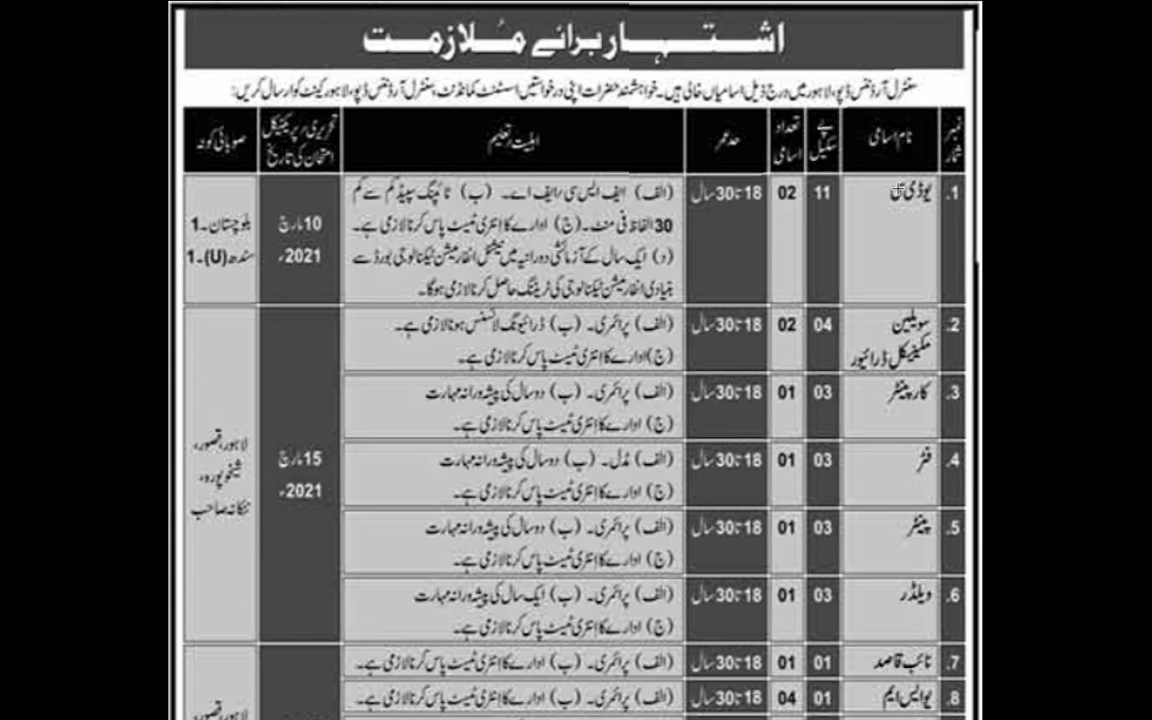 اشتہار برائے ملازمت
سنٹرل آرڈننس ڈپو، لاہور میں درج ذیل اسامیاں خالی ہیں۔ خواہشمند حضرات اپنی درخواستیں اسسٹنٹ کمانڈنٹ، سنٹرل آرڈننس ڈپو، لاہور کینٹ کو ارسال کریں:
نمبر شمار نام اسامی پے سکیل تعداد اسامی حد عمر اہلیت/تعلیم تحریری/پریکٹیکل امتحان کی تاریخ صوبائی کوٹہ
1. یو ڈی سی 11 02 18 تا 30 سال (الف) ایف ایس سی/ایف اے۔ (ب) ٹائپنگ سپیڈ کم سے کم
30 الفاظ فی منٹ۔ (ج) ادارے کا انٹری ٹیسٹ پاس کرنا لازمی ہے۔
(د) ایک سال کے آزمائشی دورانیہ میں نیشنل انفارمیشن ٹیکنالوجی بورڈ سے
بنیادی انفارمیشن ٹیکنالوجی کی ٹریننگ حاصل کرنا لازمی ہوگا۔
10 مارچ
2021ء
بلوچستان۔1
سندھ(U)۔1
2. سویلین مکینیکل ڈرائیور 04 02 18 تا 30 سال (الف) پرائمری۔ (ب) ڈرائیونگ لائسنس ہونا لازمی ہے۔
(ج) ادارے کا انٹری ٹیسٹ پاس کرنا لازمی ہے۔
3. کارپینٹر 03 01 18 تا 30 سال (الف) پرائمری۔ (ب) دو سال کی پیشہ ورانہ مہارت
(ج) ادارے کا انٹری ٹیسٹ پاس کرنا لازمی ہے۔
4. فٹر 03 01 18 تا 30 سال (الف) مڈل۔ (ب) دو سال کی پیشہ ورانہ مہارت
(ج) ادارے کا انٹری ٹیسٹ پاس کرنا لازمی ہے۔
5. پینٹر 03 01 18 تا 30 سال (الف) پرائمری۔ (ب) دو سال کی پیشہ ورانہ مہارت
(ج) ادارے کا انٹری ٹیسٹ پاس کرنا لازمی ہے۔
6. ویلڈر 03 01 18 تا 30 سال (الف) پرائمری۔ (ب) ایک سال کی پیشہ ورانہ مہارت
(ج) ادارے کا انٹری ٹیسٹ پاس کرنا لازمی ہے۔
15 مارچ
2021ء
لاہور، قصور،
شیخوپورہ،
ننکانہ صاحب
7. نائب قاصد 01 01 18 تا 30 سال (الف) پرائمری۔ (ب) ادارے کا انٹری ٹیسٹ پاس کرنا لازمی ہے۔
8. یو ایس ایم 01 04 18 تا 30 سال (الف) پرائمری۔ (ب) ادارے کا انٹری ٹیسٹ پاس کرنا لازمی ہے۔
لاہور، قصور،